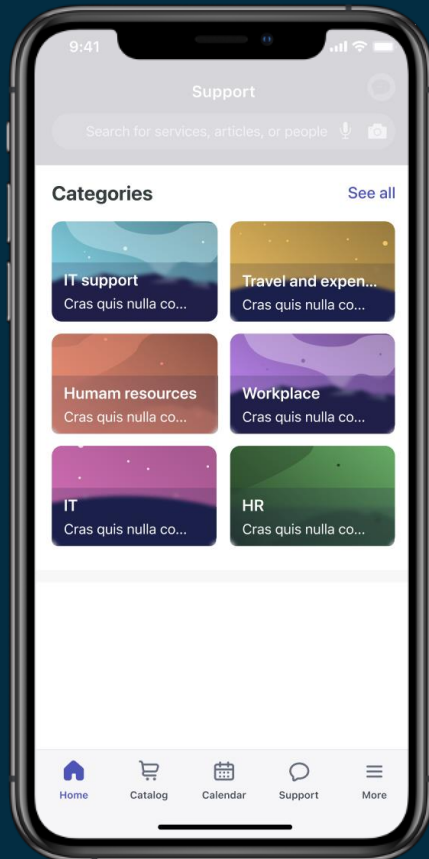 9:41
Support
Search for services, articles, or people
Categories
See all
IT support
Cras quis nulla co...
Travel and expen...
Cras quis nulla co...
Humam resources
Cras quis nulla co...
Workplace
Cras quis nulla co...
IT
Cras quis nulla co...
HR
Cras quis nulla co...
Home
Catalog
Calendar
Support
More